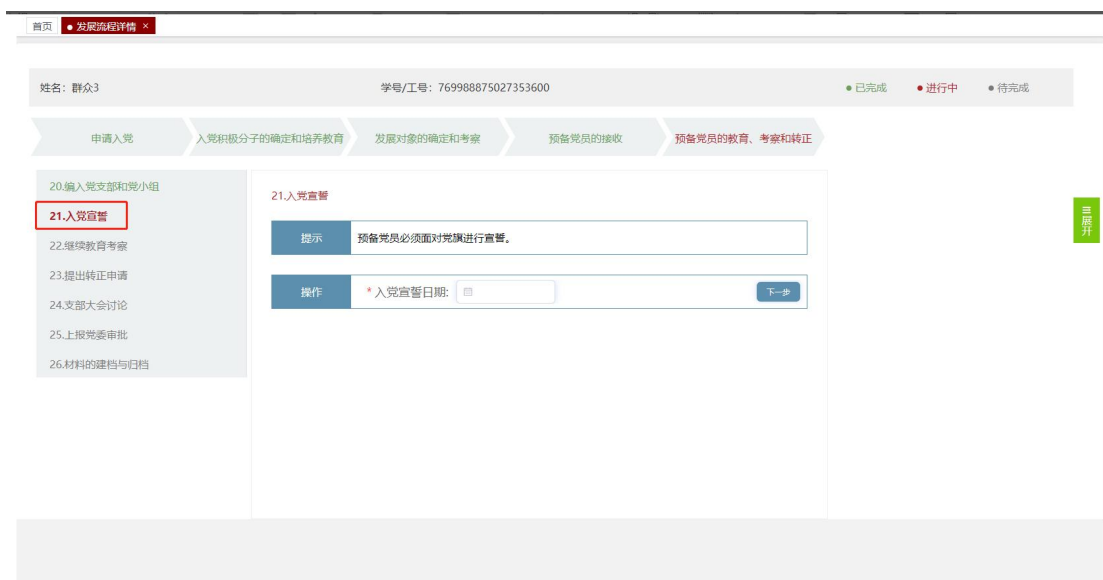 首页 ● 发展流程详情 ×
姓名：群众3 学号/工号：769988875027353600 ●已完成 ●进行中 ●待完成
申请入党 入党积极分子的确定和培养教育 发展对象的确定和考察 预备党员的接收 预备党员的教育、考察和转正
20.编入党支部和党小组
21.入党宣誓
22.继续教育考察
23.提出转正申请
24.支部大会讨论
25.上报党委审批
26.材料的建档与归档
21.入党宣誓
提示 预备党员必须面对党旗进行宣誓。
操作 *入党宣誓日期: 下一步
三展开